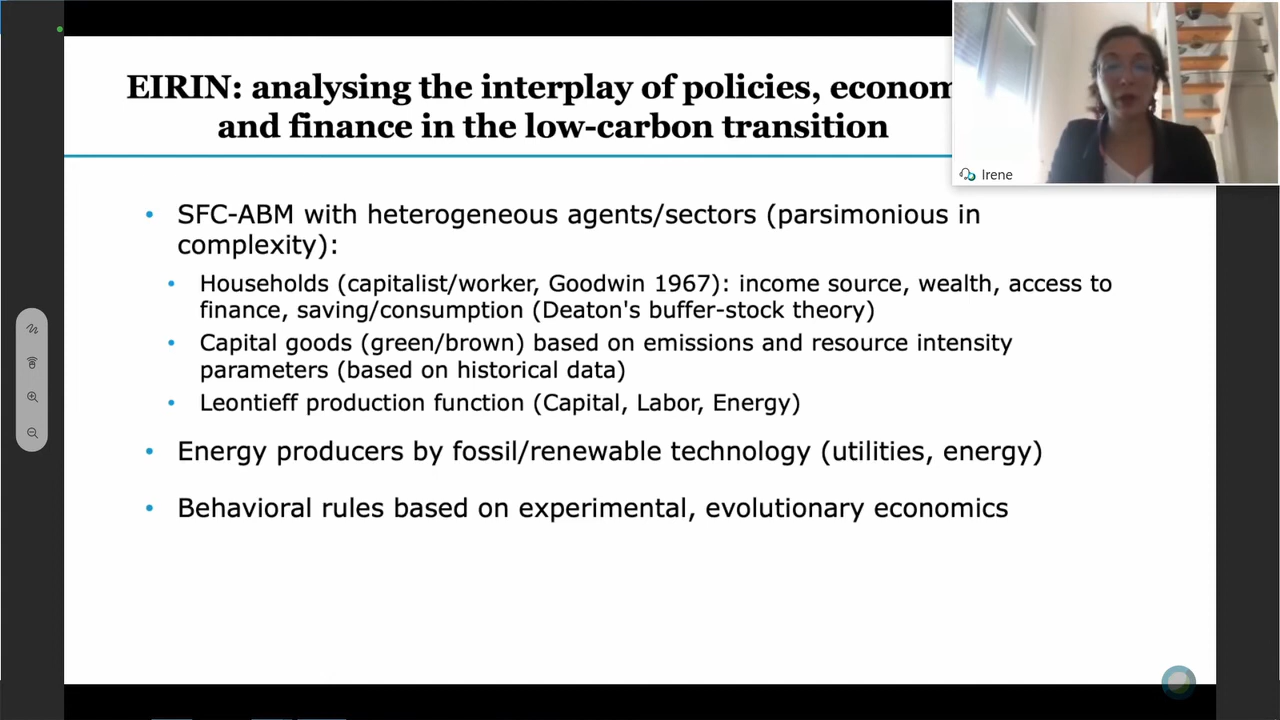 EIRIN: analysing the interplay of policies, econom
and finance in the low-carbon transition
Irene
• SFC-ABM with heterogeneous agents/sectors (parsimonious in
complexity):
• Households (capitalist/worker, Goodwin 1967): income source, wealth, access to
finance, saving/consumption (Deaton's buffer-stock theory)
• Capital goods (green/brown) based on emissions and resource intensity
parameters (based on historical data)
• Leontieff production function (Capital, Labor, Energy)
• Energy producers by fossil/renewable technology (utilities, energy)
• Behavioral rules based on experimental, evolutionary economics